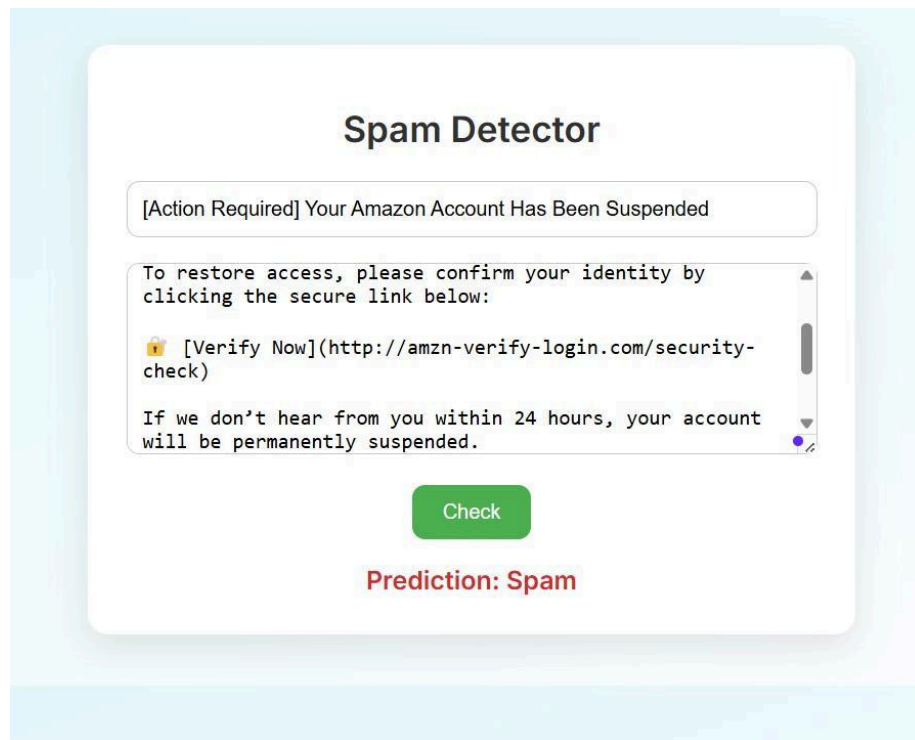 Spam Detector
[Action Required] Your Amazon Account Has Been Suspended
To restore access, please confirm your identity by
clicking the secure link below:
🔐 [Verify Now](http://amzn-verify-login.com/security-
check)
If we don’t hear from you within 24 hours, your account
will be permanently suspended.
Check
Prediction: Spam